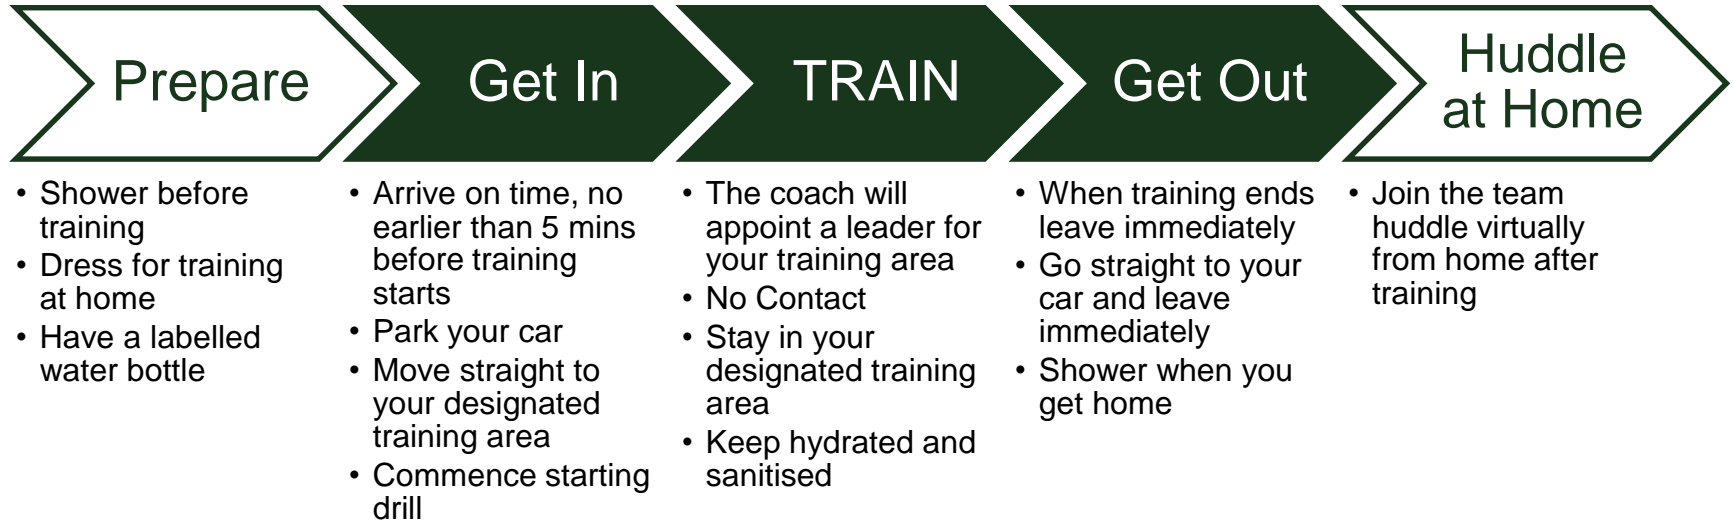 Prepare
• Shower before
training
• Dress for training
at home
• Have a labelled
water bottle
Get In
• Arrive on time, no
earlier than 5 mins
before training
starts
• Park your car
• Move straight to
your designated
training area
• Commence starting
drill
TRAIN
• The coach will
appoint a leader for
your training area
• No Contact
• Stay in your
designated training
area
• Keep hydrated and
sanitised
Get Out
• When training ends
leave immediately
• Go straight to your
car and leave
immediately
• Shower when you
get home
Huddle
at Home
• Join the team
huddle virtually
from home after
training